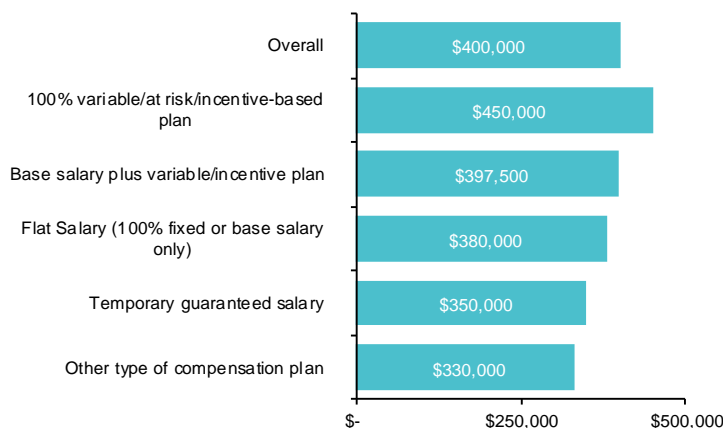 Overall
$400,000
100% variable/at risk/incentive-based
plan
$450,000
Base salary plus variable/incentive plan
$397,500
Flat Salary (100% fixed or base salary
only)
$380,000
Temporary guaranteed salary
$350,000
Other type of compensation plan
$330,000
$-
$250.000
$500.000